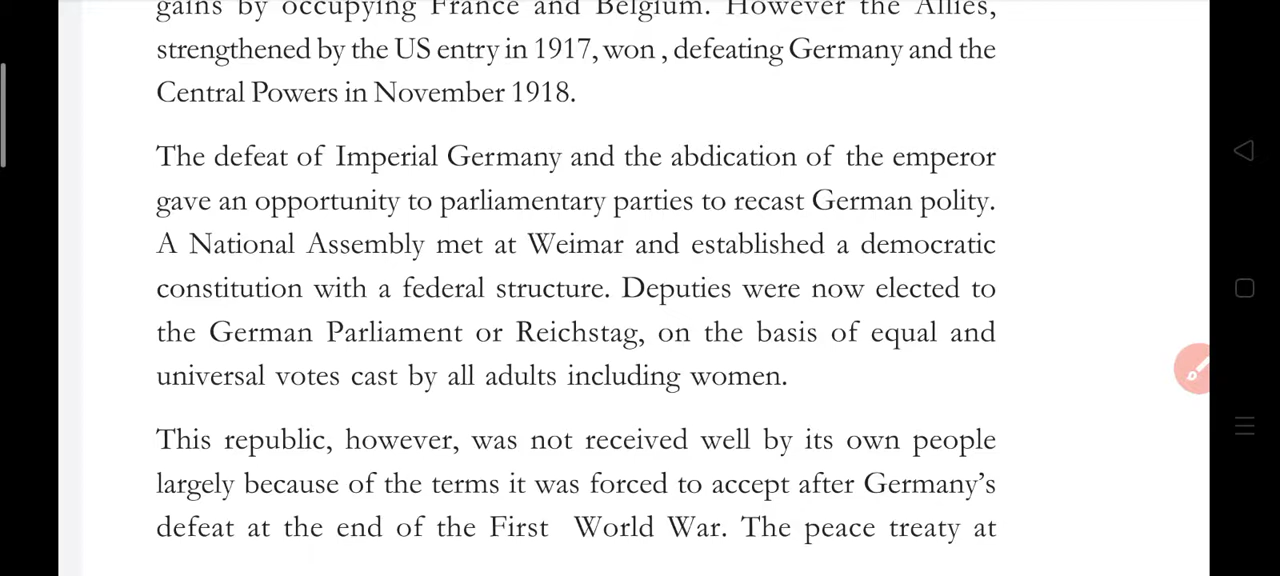 gains by occupying France and Belgium. However the Allies,
strengthened by the US entry in 1917, won , defeating Germany and the
Central Powers in November 1918.
The defeat of Imperial Germany and the abdication of the emperor
gave an opportunity to parliamentary parties to recast German polity.
A National Assembly met at Weimar and established a democratic
constitution with a federal structure. Deputies were now elected to
the German Parliament or Reichstag, on the basis of equal and
universal votes cast by all adults including women.
This republic, however, was not received well by its own people
largely because of the terms it was forced to accept after Germany’s
defeat at the end of the First World War. The peace treaty at